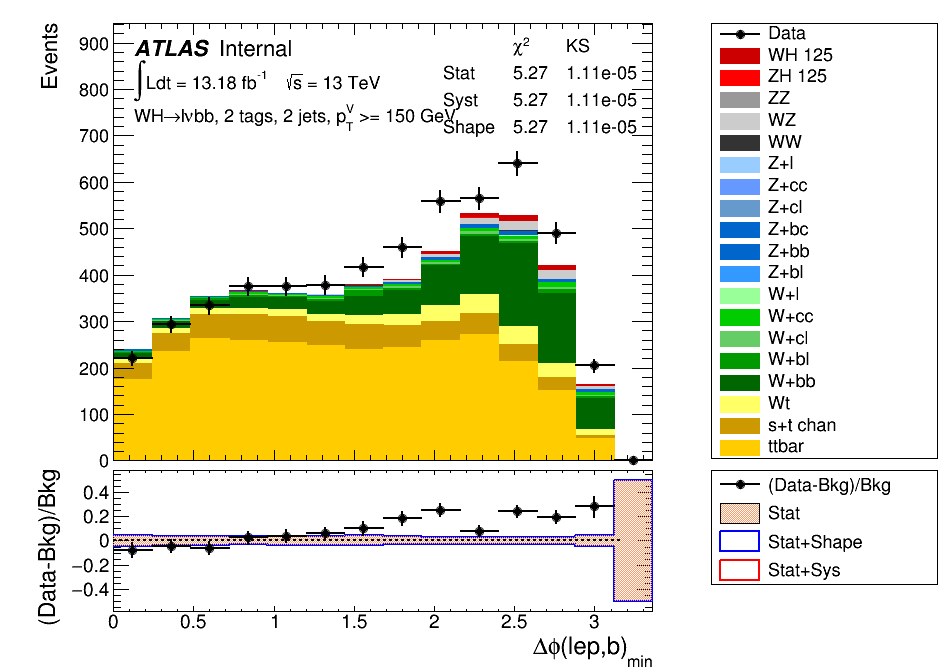 Events
900
800
700
600
500
400
300
200
100
0
ATLAS Internal
∫Ldt = 13.18 fb⁻¹ √s = 13 TeV
WH→lνbb, 2 tags, 2 jets, p_T^V >= 150 GeV
χ² KS
Stat 5.27 1.11e-05
Syst 5.27 1.11e-05
Shape 5.27 1.11e-05
Data
WH 125
ZH 125
ZZ
WZ
WW
Z+l
Z+cc
Z+cl
Z+bc
Z+bb
Z+bl
W+l
W+cc
W+cl
W+bl
W+bb
Wt
s+t chan
ttbar
(Data-Bkg)/Bkg
0.4
0.2
0
−0.2
−0.4
0 0.5 1 1.5 2 2.5 3
Δϕ(lep,b)_min
(Data-Bkg)/Bkg
Stat
Stat+Shape
Stat+Sys